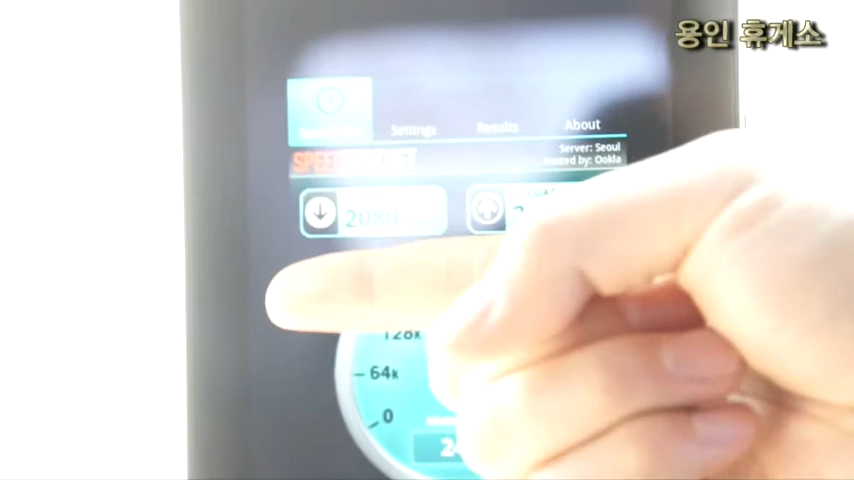 용인 휴게소
Settings Results About
Server: Seoul
Hosted by: Ookla
2080
128k
64k
0